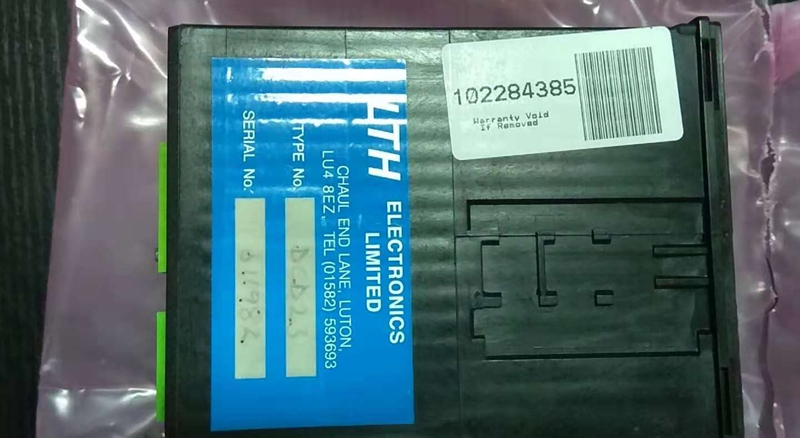 HTH
ELECTRONICS
LIMITED
CHAUL END LANE, LUTON,
LU4 8EZ. TEL (01582) 593693
TYPE No.
SERIAL No.
102284385
Warranty Void
If Removed